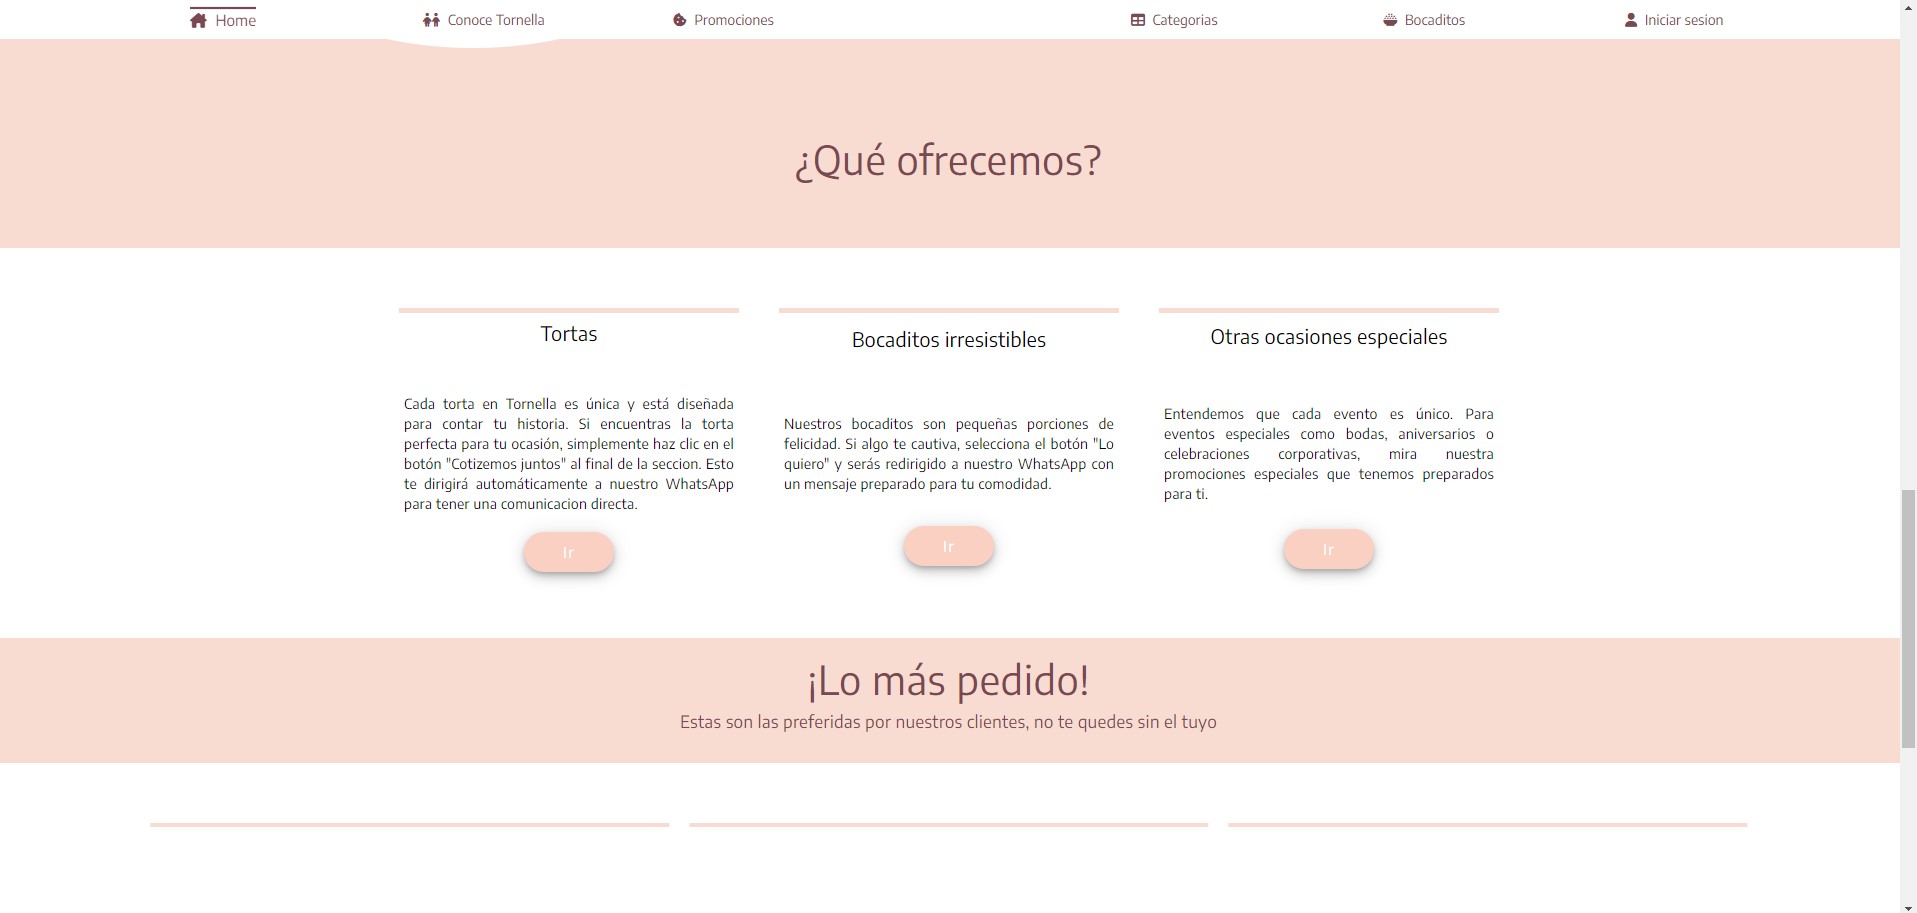 Home
Conoce Tornella
Promociones
Categorias
Bocaditos
Iniciar sesion
¿Qué ofrecemos?
Tortas
Cada torta en Tornella es única y está diseñada
para contar tu historia. Si encuentras la torta
perfecta para tu ocasión, simplemente haz clic en el
botón "Cotizemos juntos" al final de la seccion. Esto
te dirigirá automáticamente a nuestro WhatsApp
para tener una comunicacion directa.
Ir
Bocaditos irresistibles
Nuestros bocaditos son pequeñas porciones de
felicidad. Si algo te cautiva, selecciona el botón "Lo
quiero" y serás redirigido a nuestro WhatsApp con
un mensaje preparado para tu comodidad.
Ir
Otras ocasiones especiales
Entendemos que cada evento es único. Para
eventos especiales como bodas, aniversarios o
celebraciones corporativas, mira nuestra
promociones especiales que tenemos preparados
para ti.
Ir
¡Lo más pedido!
Estas son las preferidas por nuestros clientes, no te quedes sin el tuyo